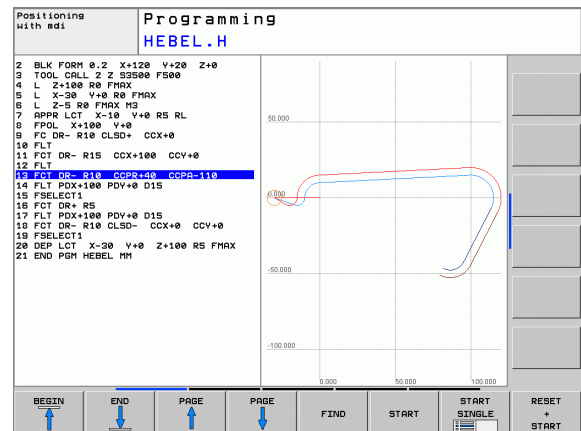 Positioning
with mdi
Programming
HEBEL.H
2 BLK FORM 0.2 X+120 Y+20 Z+0
3 TOOL CALL 2 Z S3500 F500
4 L Z+100 R0 FMAX
5 L X-30 Y+0 R0 FMAX
6 L Z-5 R0 FMAX M3
7 APPR LCT X-10 Y+0 R5 RL
8 FPOL X+100 Y+0
9 FC DR- R10 CLSD+ CCX+0
10 FLT
11 FCT DR- R15 CCX+100 CCY+0
12 FLT
13 FCT DR- R10 CCPR+40 CCPA-110
14 FLT PDX+100 PDY+0 D15
15 FSELECT1
16 FCT DR+ R5
17 FLT PDX+100 PDY+0 D15
18 FCT DR- R10 CLSD- CCX+0 CCY+0
19 FSELECT1
20 DEP LCT X-30 Y+0 Z+100 R5 FMAX
21 END PGM HEBEL MM
50.000
0.000
-50.000
-100.000
0.000 50.000 100.000
BEGIN
END
PAGE
PAGE
FIND
START
START
SINGLE
RESET
+
START